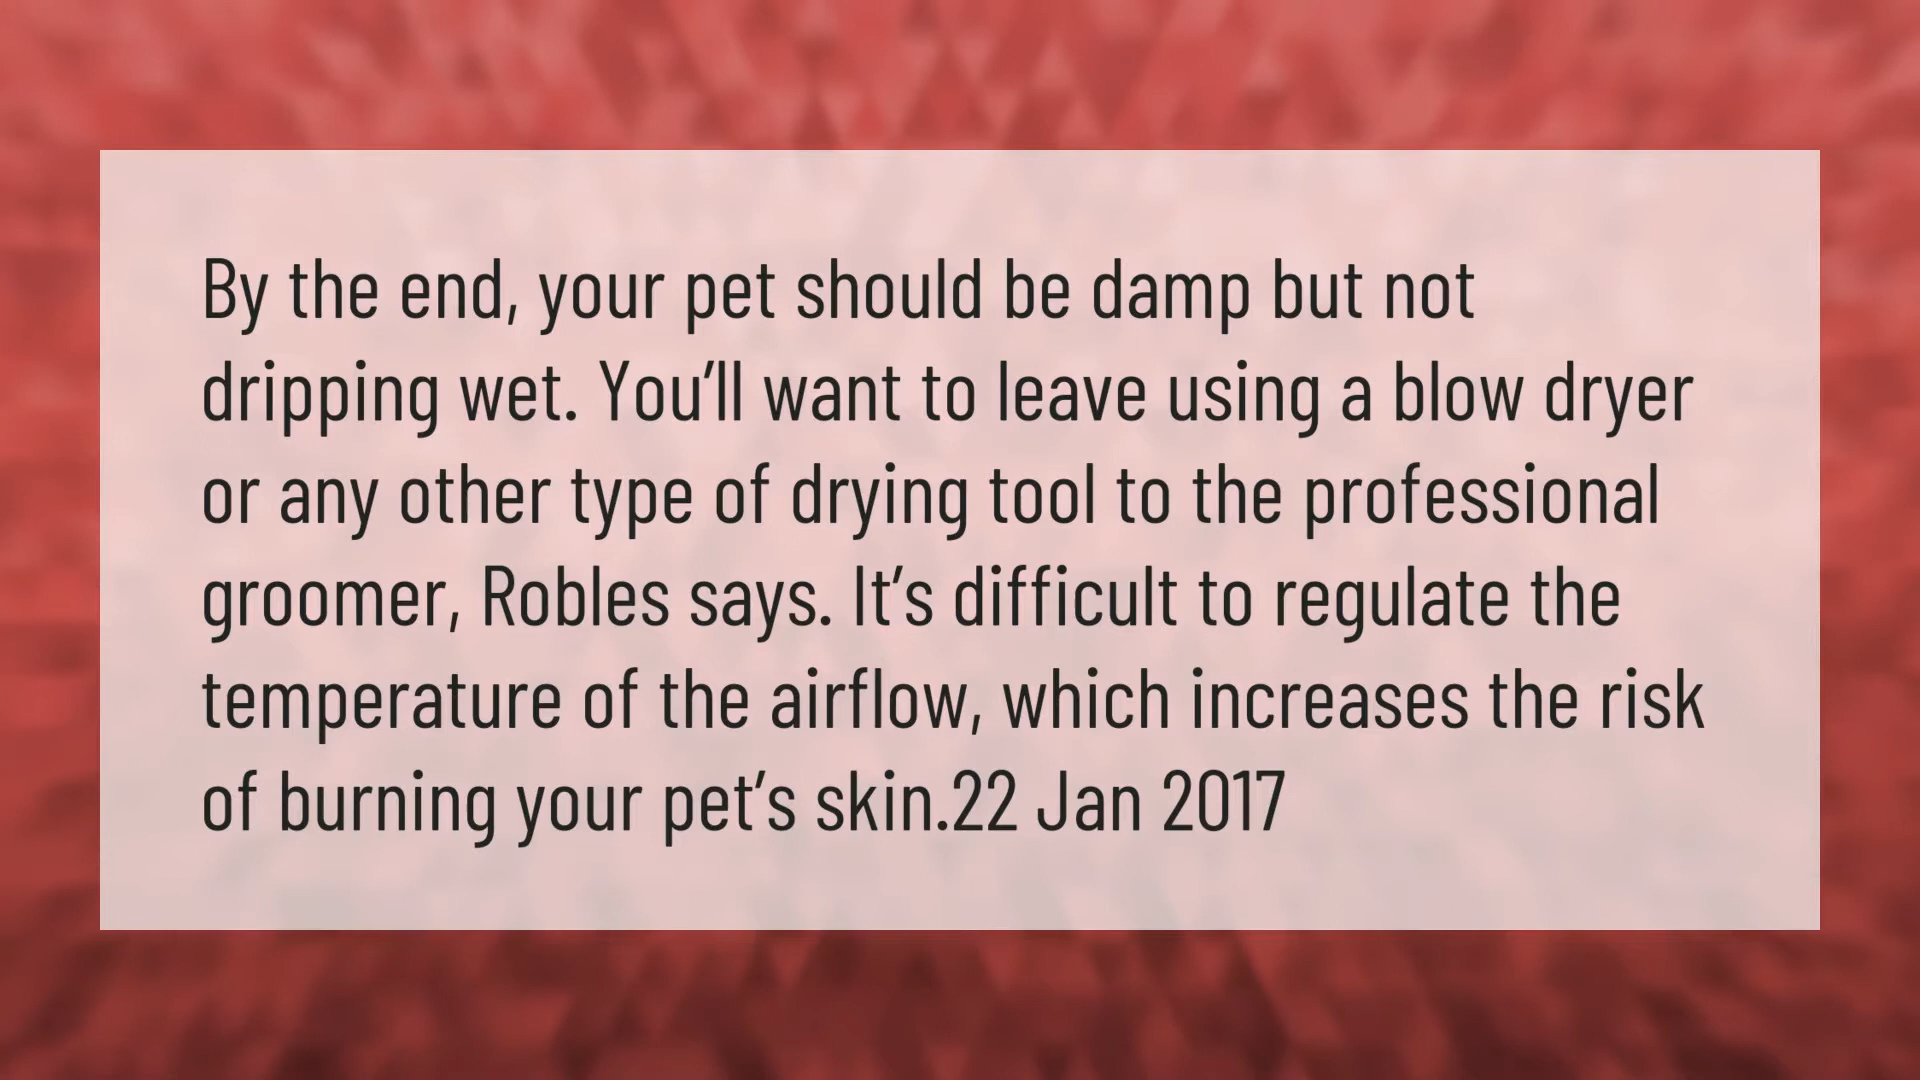 By the end, your pet should be damp but not
dripping wet. You’ll want to leave using a blow dryer
or any other type of drying tool to the professional
groomer, Robles says. It’s difficult to regulate the
temperature of the airflow, which increases the risk
of burning your pet’s skin.22 Jan 2017